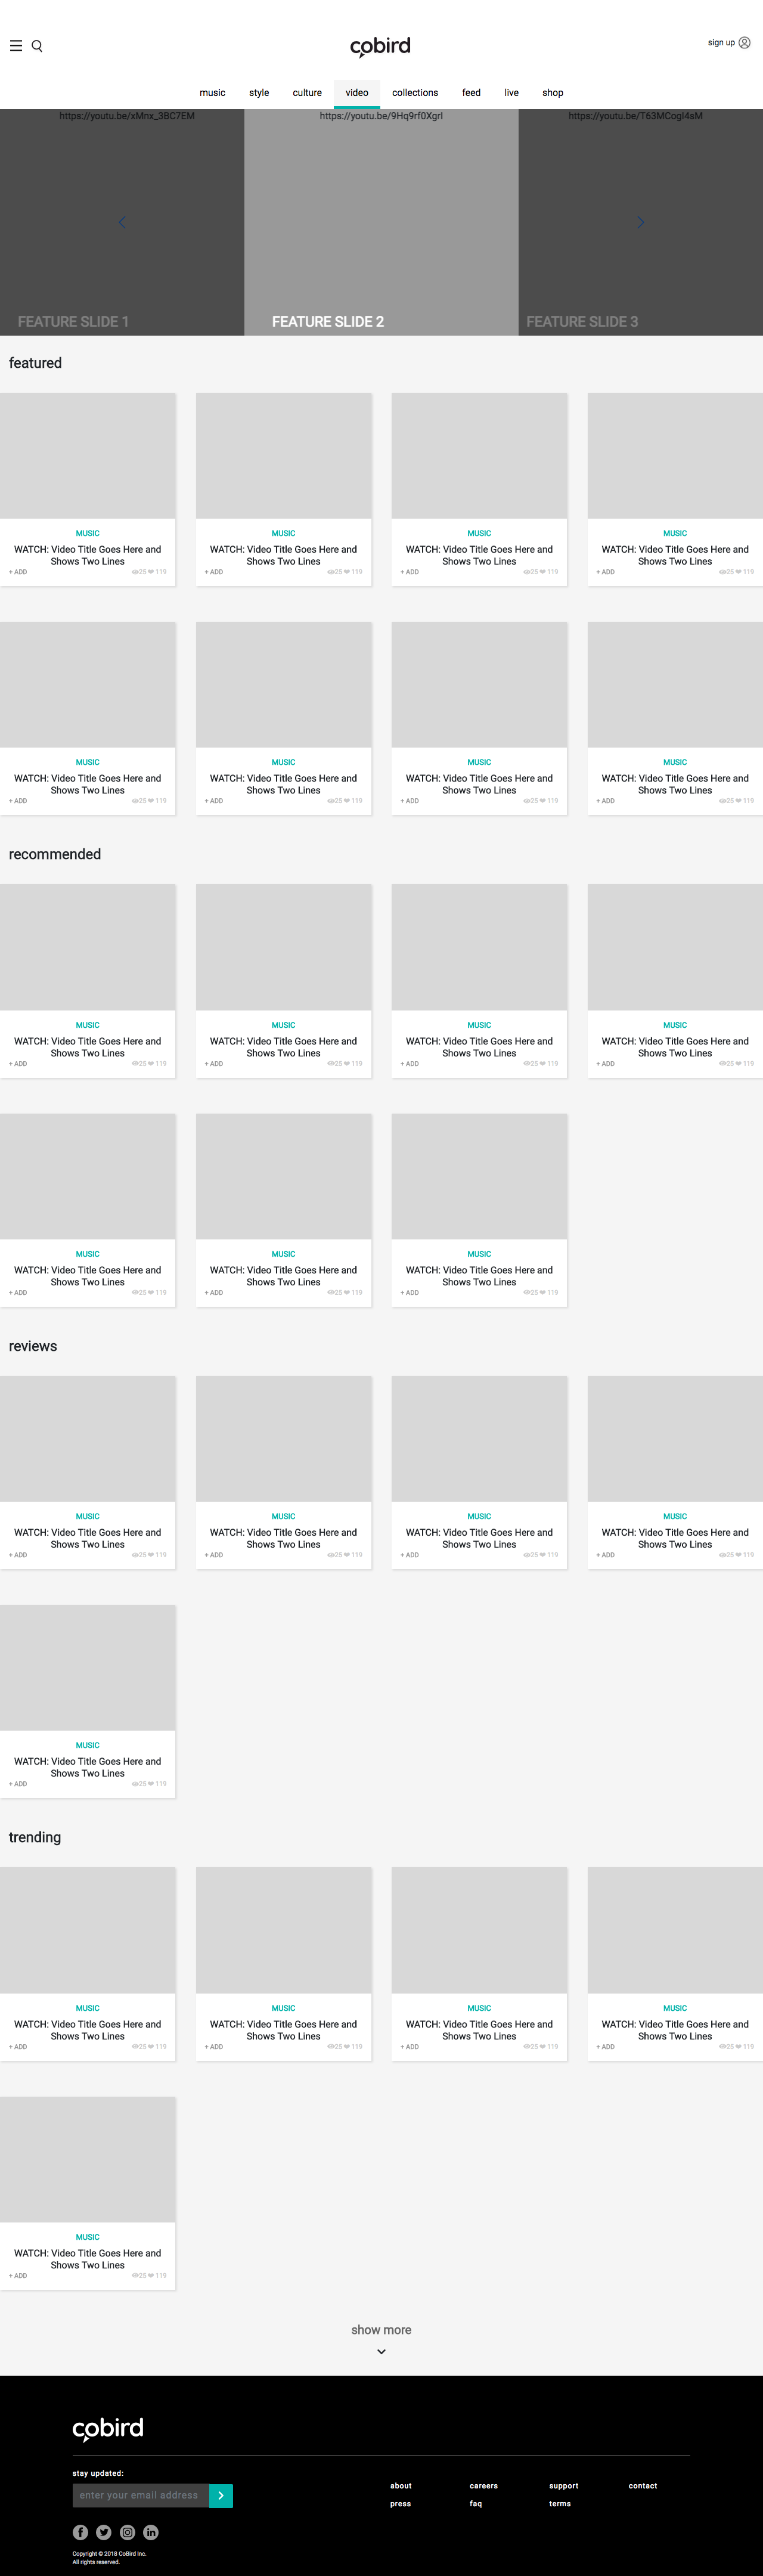 cobird
sign up
music style culture video collections feed live shop
https://youtu.be/xMnx_3BC7EM https://youtu.be/9Hq9rf0XgrI https://youtu.be/T63MCogI4sM
FEATURE SLIDE 1 FEATURE SLIDE 2 FEATURE SLIDE 3
featured
MUSIC MUSIC MUSIC MUSIC
WATCH: Video Title Goes Here and WATCH: Video Title Goes Here and WATCH: Video Title Goes Here and WATCH: Video Title Goes Here and
Shows Two Lines Shows Two Lines Shows Two Lines Shows Two Lines
+ ADD 25 119 + ADD 25 119 + ADD 25 119 + ADD 25 119
MUSIC MUSIC MUSIC MUSIC
WATCH: Video Title Goes Here and WATCH: Video Title Goes Here and WATCH: Video Title Goes Here and WATCH: Video Title Goes Here and
Shows Two Lines Shows Two Lines Shows Two Lines Shows Two Lines
+ ADD 25 119 + ADD 25 119 + ADD 25 119 + ADD 25 119
recommended
MUSIC MUSIC MUSIC MUSIC
WATCH: Video Title Goes Here and WATCH: Video Title Goes Here and WATCH: Video Title Goes Here and WATCH: Video Title Goes Here and
Shows Two Lines Shows Two Lines Shows Two Lines Shows Two Lines
+ ADD 25 119 + ADD 25 119 + ADD 25 119 + ADD 25 119
MUSIC MUSIC MUSIC
WATCH: Video Title Goes Here and WATCH: Video Title Goes Here and WATCH: Video Title Goes Here and
Shows Two Lines Shows Two Lines Shows Two Lines
+ ADD 25 119 + ADD 25 119 + ADD 25 119
reviews
MUSIC MUSIC MUSIC MUSIC
WATCH: Video Title Goes Here and WATCH: Video Title Goes Here and WATCH: Video Title Goes Here and WATCH: Video Title Goes Here and
Shows Two Lines Shows Two Lines Shows Two Lines Shows Two Lines
+ ADD 25 119 + ADD 25 119 + ADD 25 119 + ADD 25 119
MUSIC
WATCH: Video Title Goes Here and
Shows Two Lines
+ ADD 25 119
trending
MUSIC MUSIC MUSIC MUSIC
WATCH: Video Title Goes Here and WATCH: Video Title Goes Here and WATCH: Video Title Goes Here and WATCH: Video Title Goes Here and
Shows Two Lines Shows Two Lines Shows Two Lines Shows Two Lines
+ ADD 25 119 + ADD 25 119 + ADD 25 119 + ADD 25 119
MUSIC
WATCH: Video Title Goes Here and
Shows Two Lines
+ ADD 25 119
show more
cobird
stay updated:
enter your email address
about careers support contact
press faq terms
Copyright © 2018 CoBird Inc.
All rights reserved.